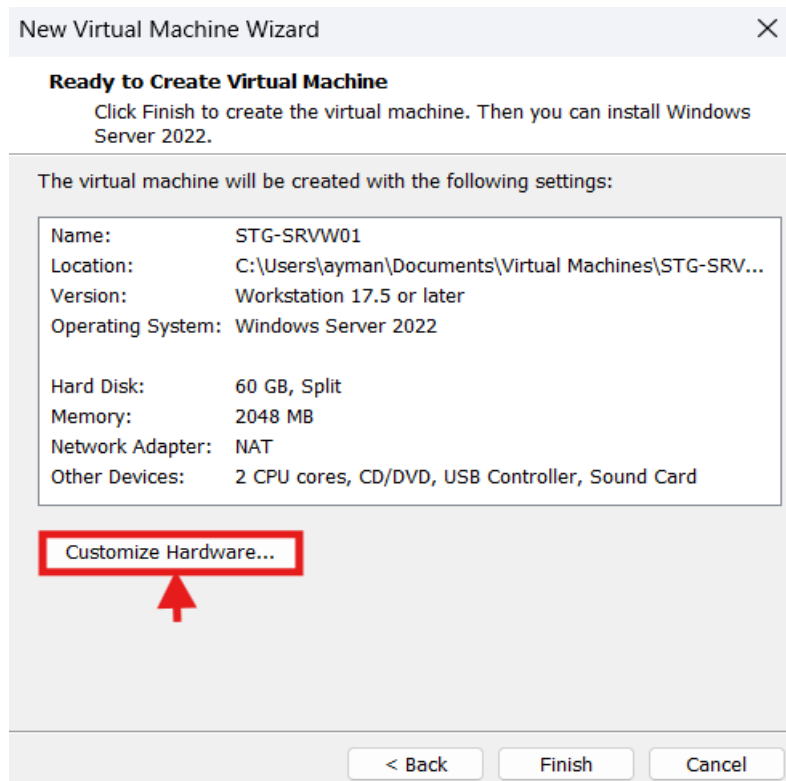 New Virtual Machine Wizard
Ready to Create Virtual Machine
Click Finish to create the virtual machine. Then you can install Windows
Server 2022.
The virtual machine will be created with the following settings:
Name: STG-SRVW01
Location: C:\Users\ayman\Documents\Virtual Machines\STG-SRV...
Version: Workstation 17.5 or later
Operating System: Windows Server 2022
Hard Disk: 60 GB, Split
Memory: 2048 MB
Network Adapter: NAT
Other Devices: 2 CPU cores, CD/DVD, USB Controller, Sound Card
Customize Hardware...
< Back Finish Cancel